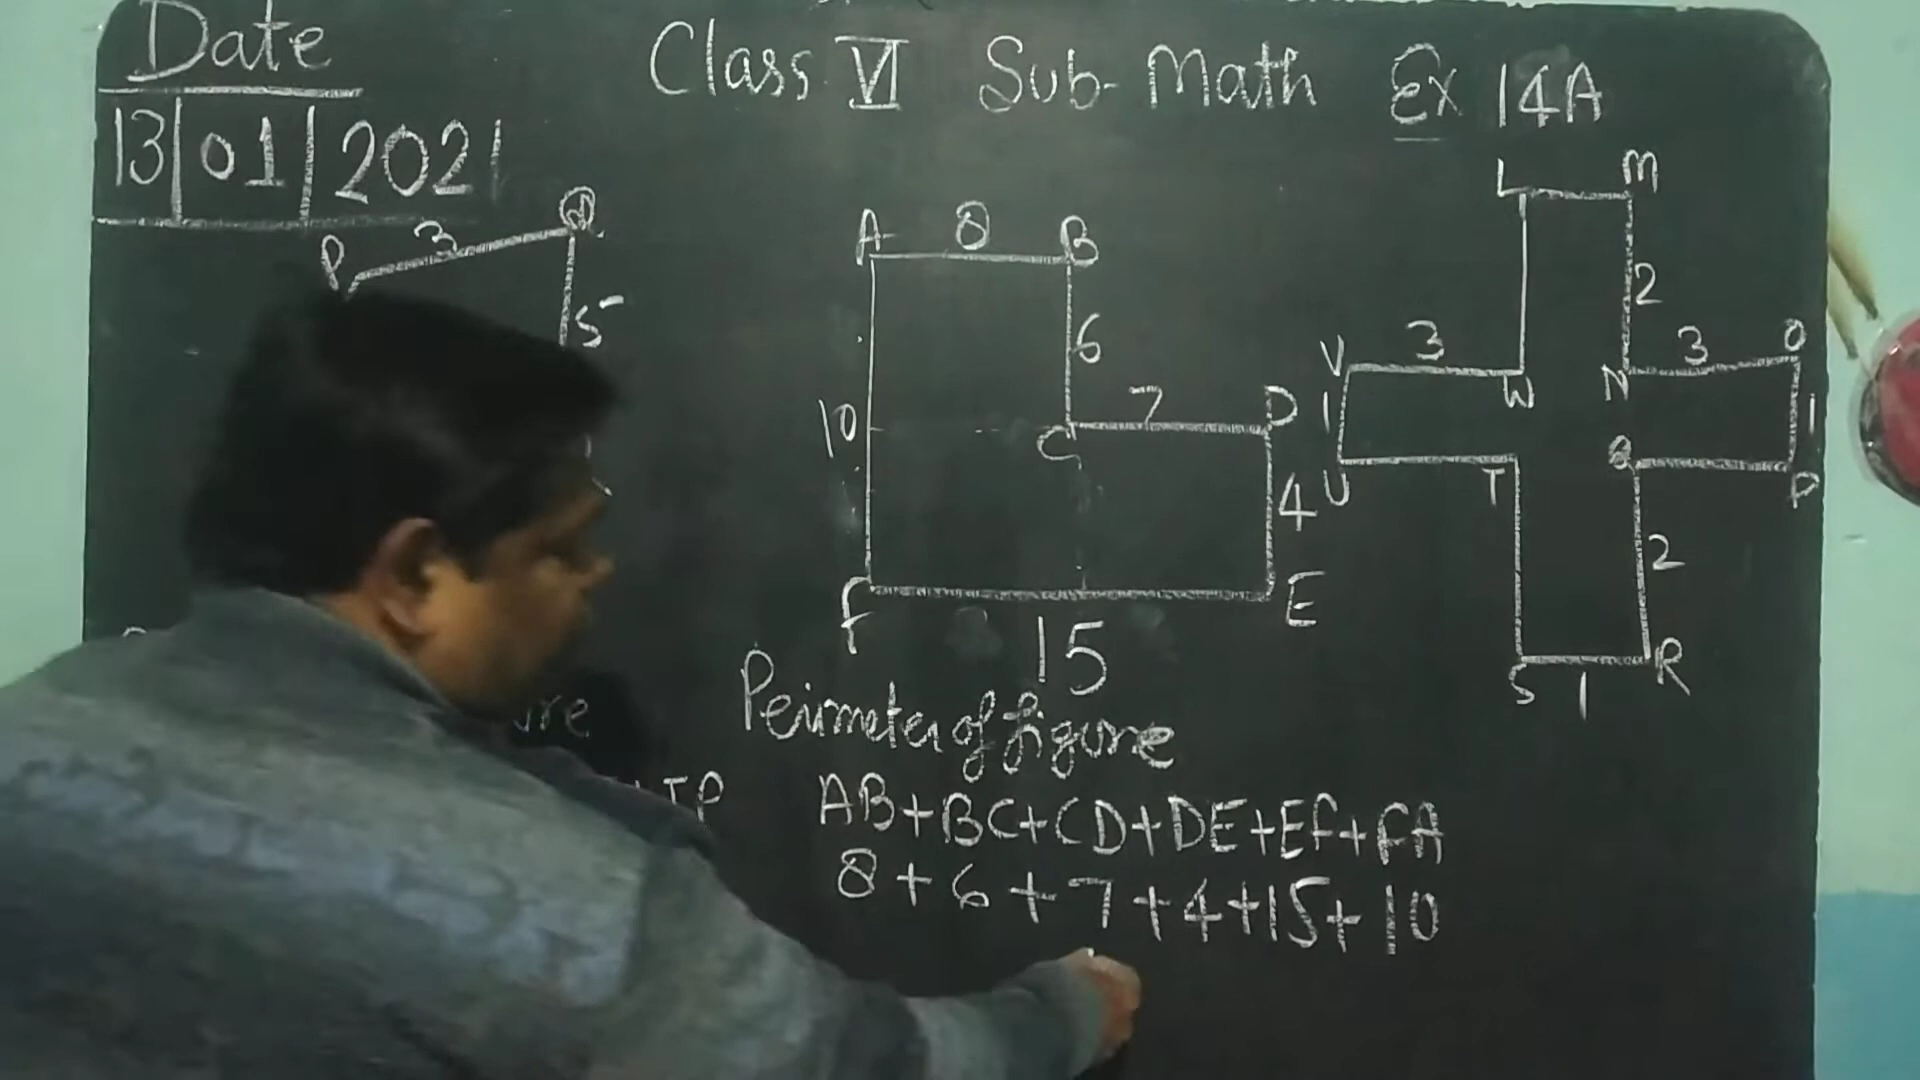 Date
13|01|2021
Class VI Sub- Math Ex 14A
P 3 Q
5
A 8 B
6
10
C 7 D
4
F E
15
L M
2
V 3 W N 3 O
1 1
U T Q P
2
S 1 R
Perimeter of figure
AB+BC+CD+DE+EF+FA
8+6+7+4+15+10